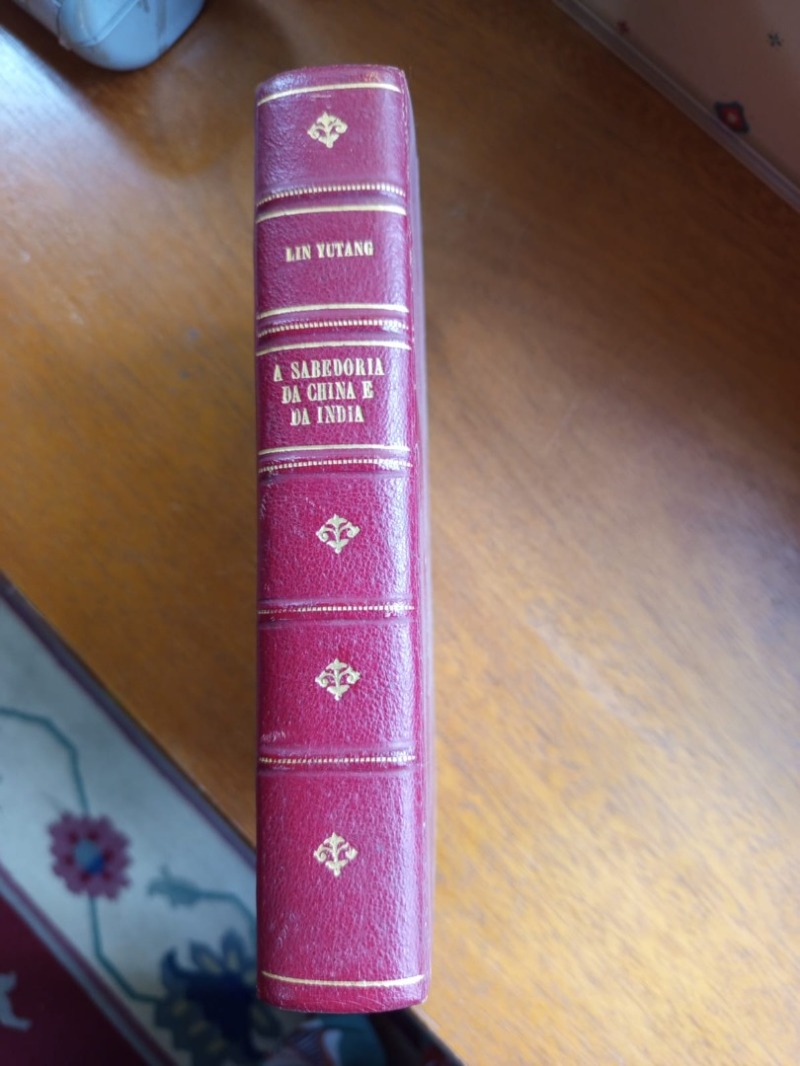 LIN YUTANG
A SABEDORIA
DA CHINA E
DA INDIA